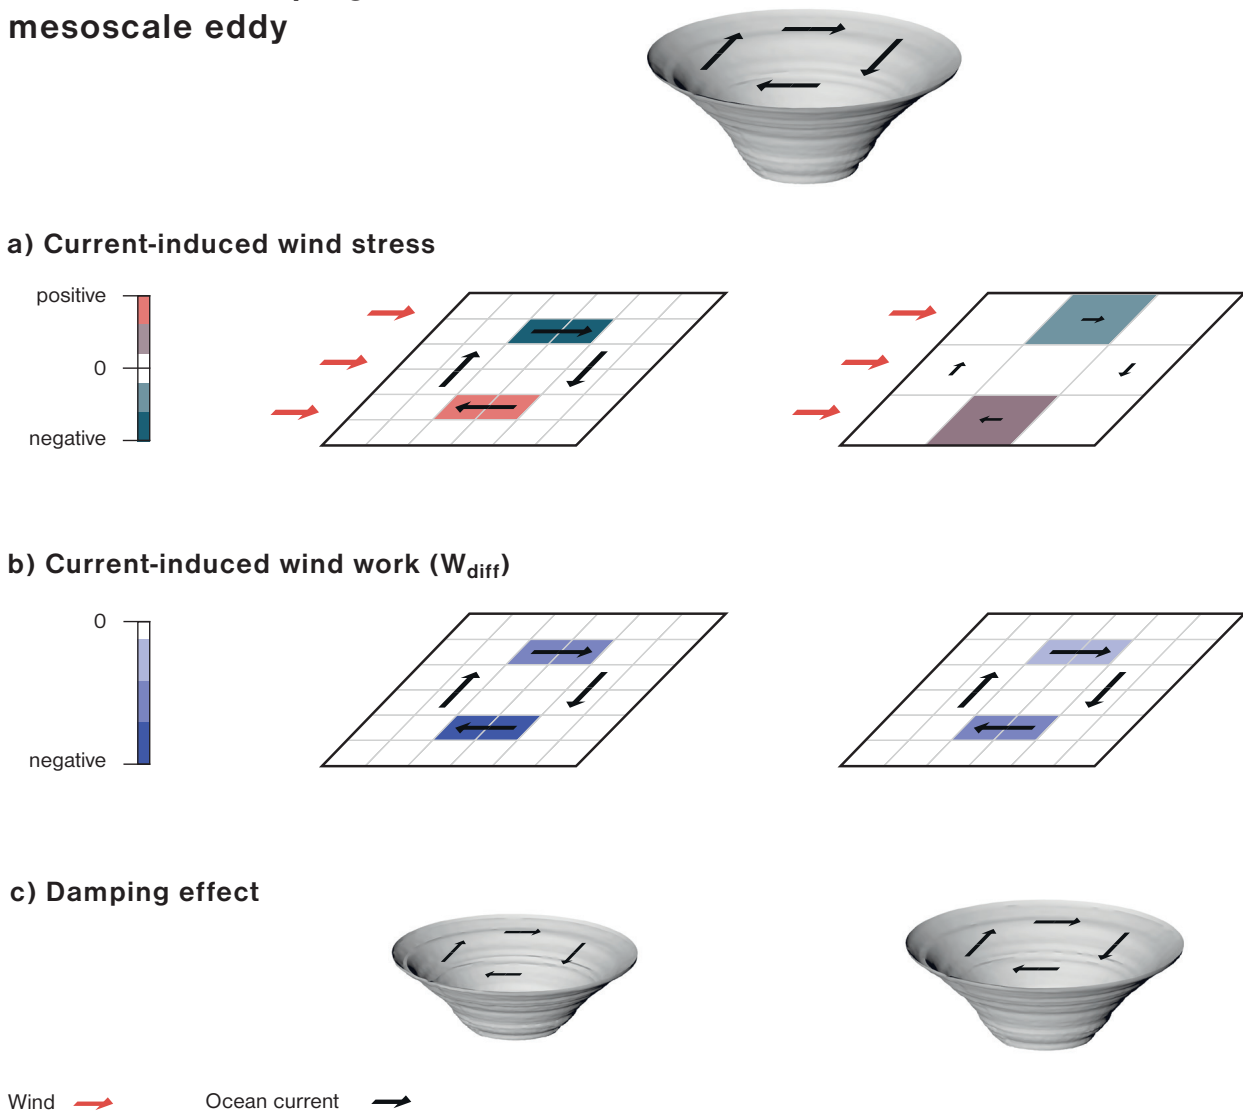 mesoscale eddy
a) Current-induced wind stress
positive
0
negative
b) Current-induced wind work (Wdiff)
0
negative
c) Damping effect
Wind
Ocean current